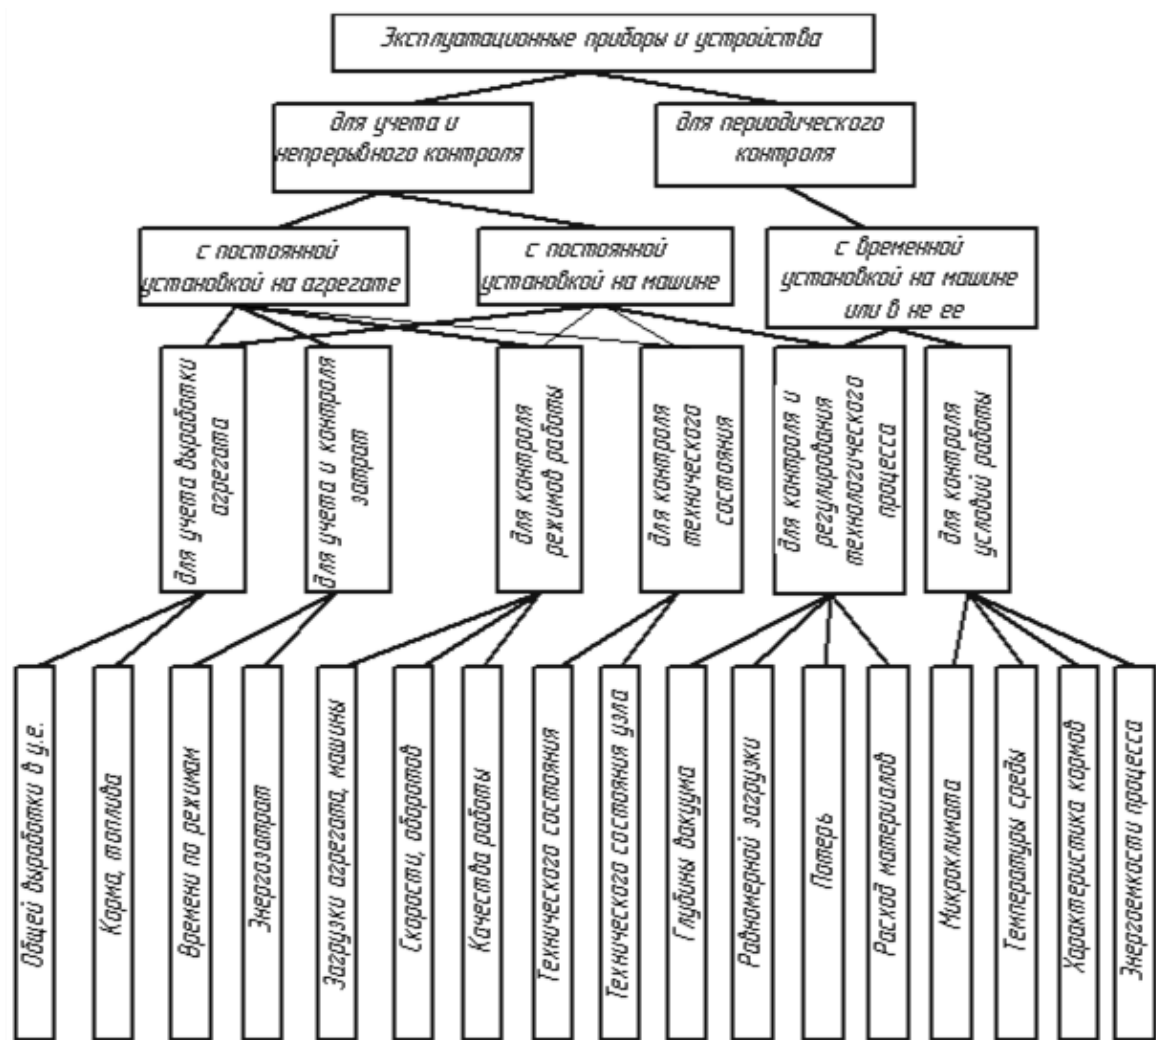 Эксплуатационные приборы и устройства
для учета и
непрерывного контроля
для периодического
контроля
с постоянной
установкой на агрегате
с постоянной
установкой на машине
с временной
установкой на машине
или в не ее
для учета выработки
агрегата
для учета и контроля
затрат
для контроля
режимов работы
для контроля
технического
состояния
для контроля и
регулирования
технологического
процесса
для контроля
условий работы
Общей выработки в у.е.
Корма, топлива
Времени по режимам
Энергозатрат
Загрузки агрегата, машины
Скорости, оборотов
Качества работы
Технического состояния
Технического состояния узла
Глубины вакуума
Равномерной загрузки
Потерь
Расход материалов
Микроклимата
Температуры среды
Характеристика кормов
Энергоемкости процесса